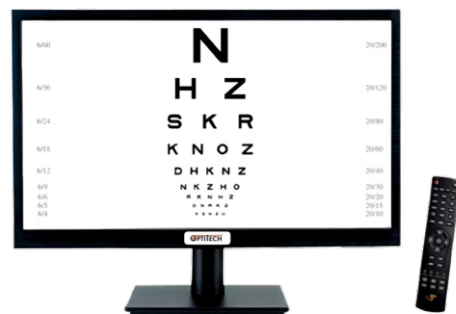 6/60 N 20/200
6/36 H Z 20/120
6/24 S K R 20/80
6/18 K N O Z 20/60
6/12 D H K N Z 20/40
6/9 N K Z H O 20/30
6/6 R K N H Z 20/20
6/5 20/15
6/4 20/10
OPTITECH